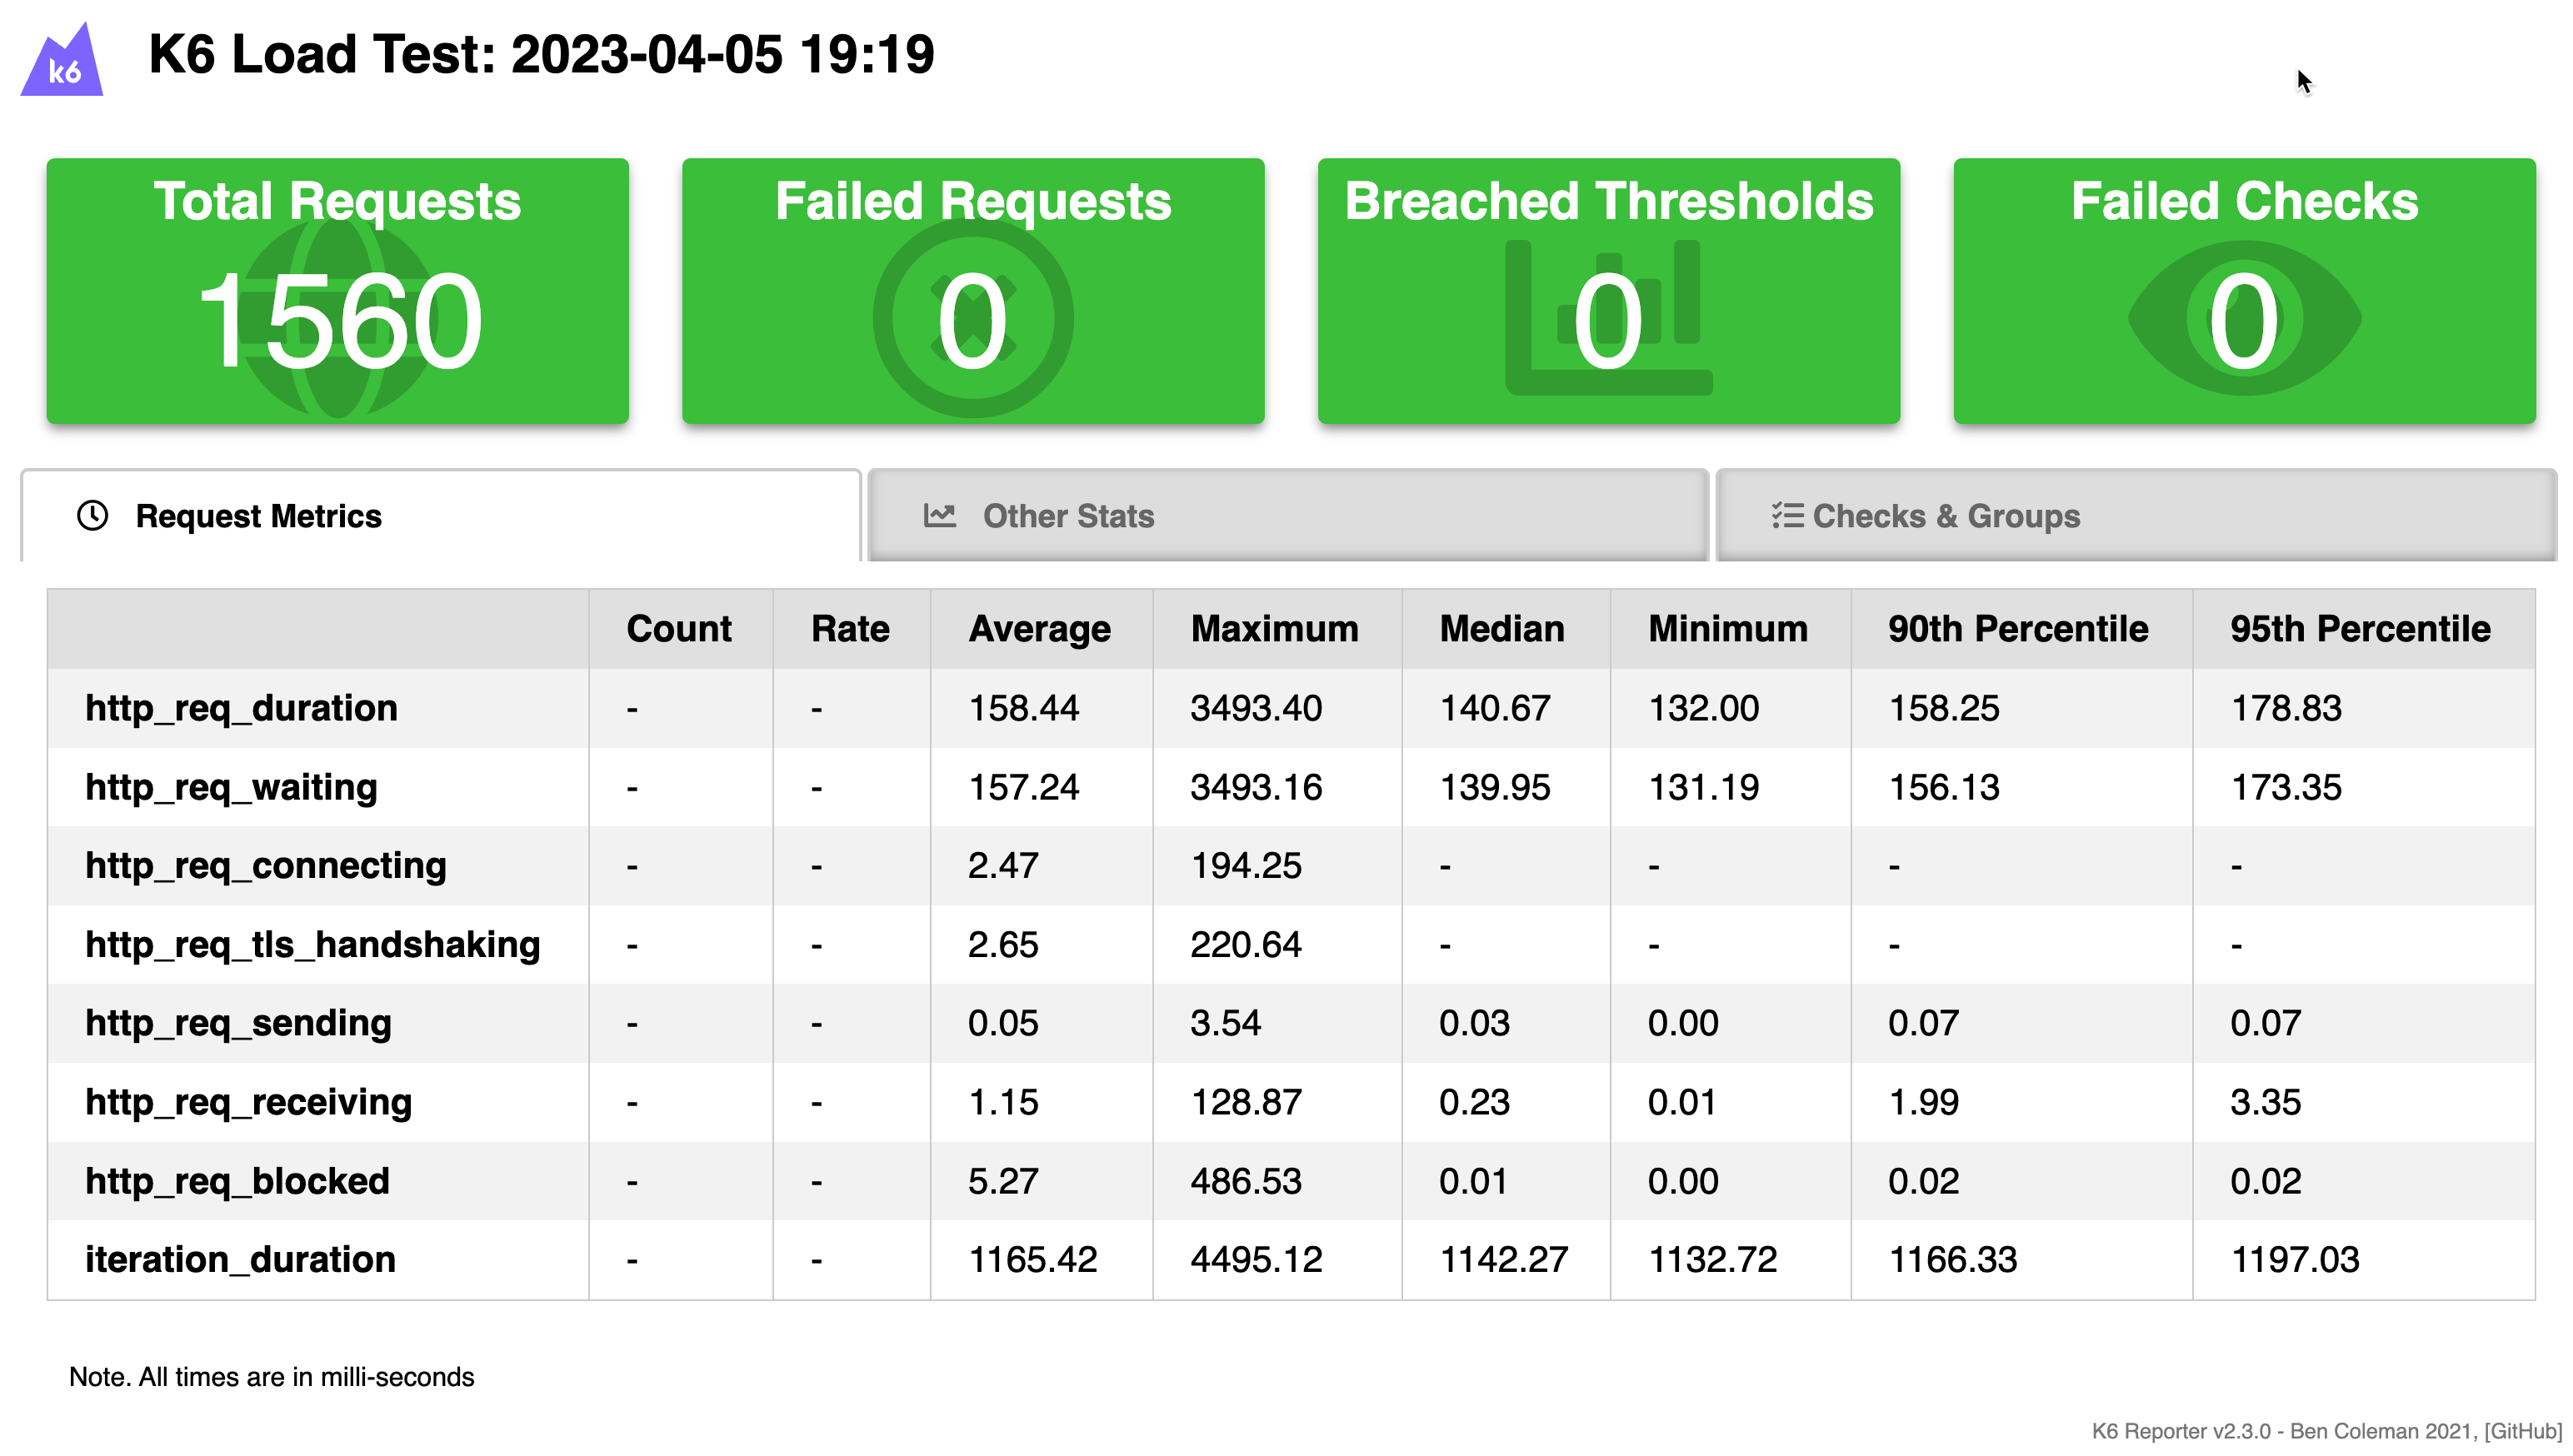 k6
K6 Load Test: 2023-04-05 19:19
Total Requests
1560
Failed Requests
0
Breached Thresholds
0
Failed Checks
0
Request Metrics
Other Stats
Checks & Groups
Count Rate Average Maximum Median Minimum 90th Percentile 95th Percentile
http_req_duration - - 158.44 3493.40 140.67 132.00 158.25 178.83
http_req_waiting - - 157.24 3493.16 139.95 131.19 156.13 173.35
http_req_connecting - - 2.47 194.25 - - - -
http_req_tls_handshaking - - 2.65 220.64 - - - -
http_req_sending - - 0.05 3.54 0.03 0.00 0.07 0.07
http_req_receiving - - 1.15 128.87 0.23 0.01 1.99 3.35
http_req_blocked - - 5.27 486.53 0.01 0.00 0.02 0.02
iteration_duration - - 1165.42 4495.12 1142.27 1132.72 1166.33 1197.03
Note. All times are in milli-seconds
K6 Reporter v2.3.0 - Ben Coleman 2021, [GitHub]